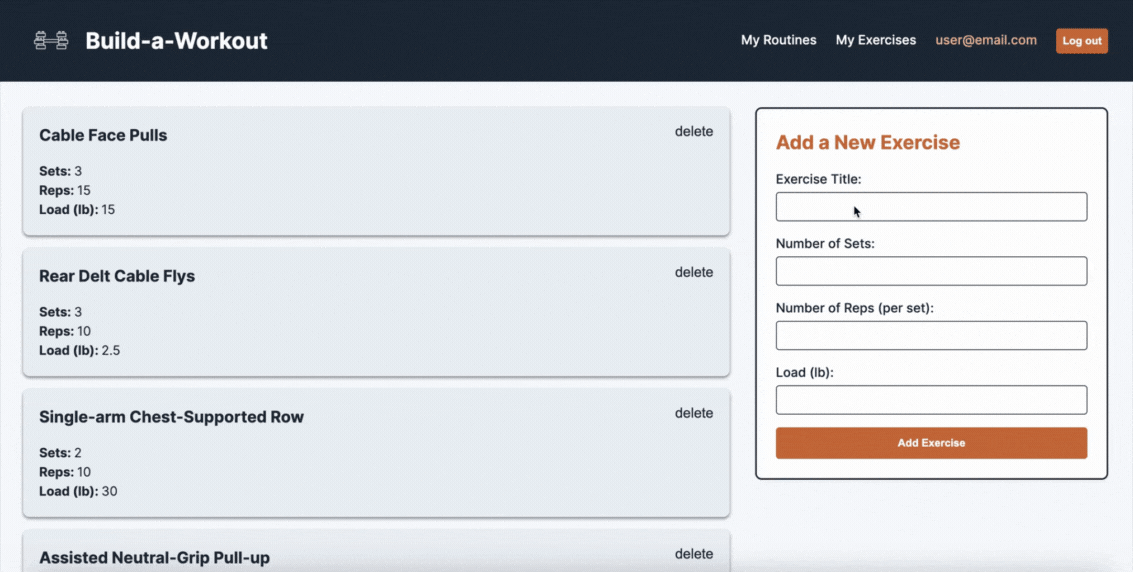 Build-a-Workout
My Routines My Exercises user@email.com Log out
Cable Face Pulls delete
Sets: 3
Reps: 15
Load (lb): 15
Rear Delt Cable Flys delete
Sets: 3
Reps: 10
Load (lb): 2.5
Single-arm Chest-Supported Row delete
Sets: 2
Reps: 10
Load (lb): 30
Assisted Neutral-Grip Pull-up delete
Add a New Exercise
Exercise Title:
Number of Sets:
Number of Reps (per set):
Load (lb):
Add Exercise